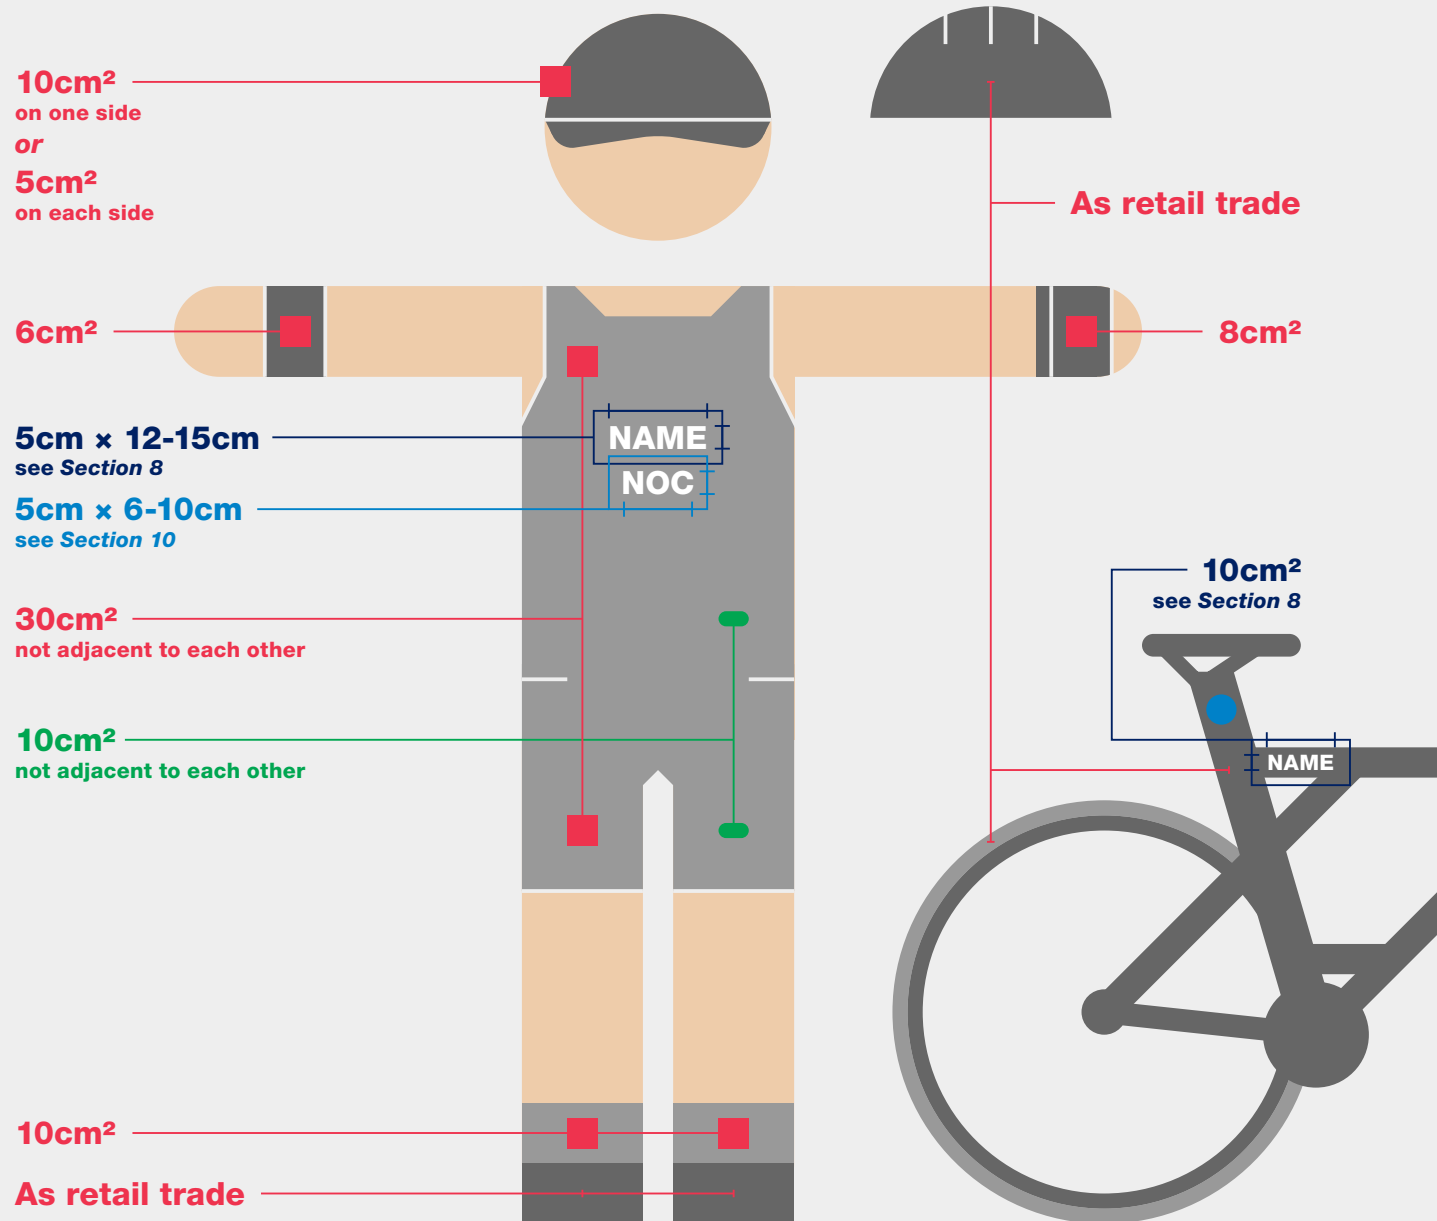 10cm²
on one side
or
5cm²
on each side
As retail trade
6cm²
8cm²
5cm × 12-15cm
see Section 8
NAME
NOC
5cm × 6-10cm
see Section 10
10cm²
see Section 8
30cm²
not adjacent to each other
10cm²
not adjacent to each other
NAME
10cm²
As retail trade